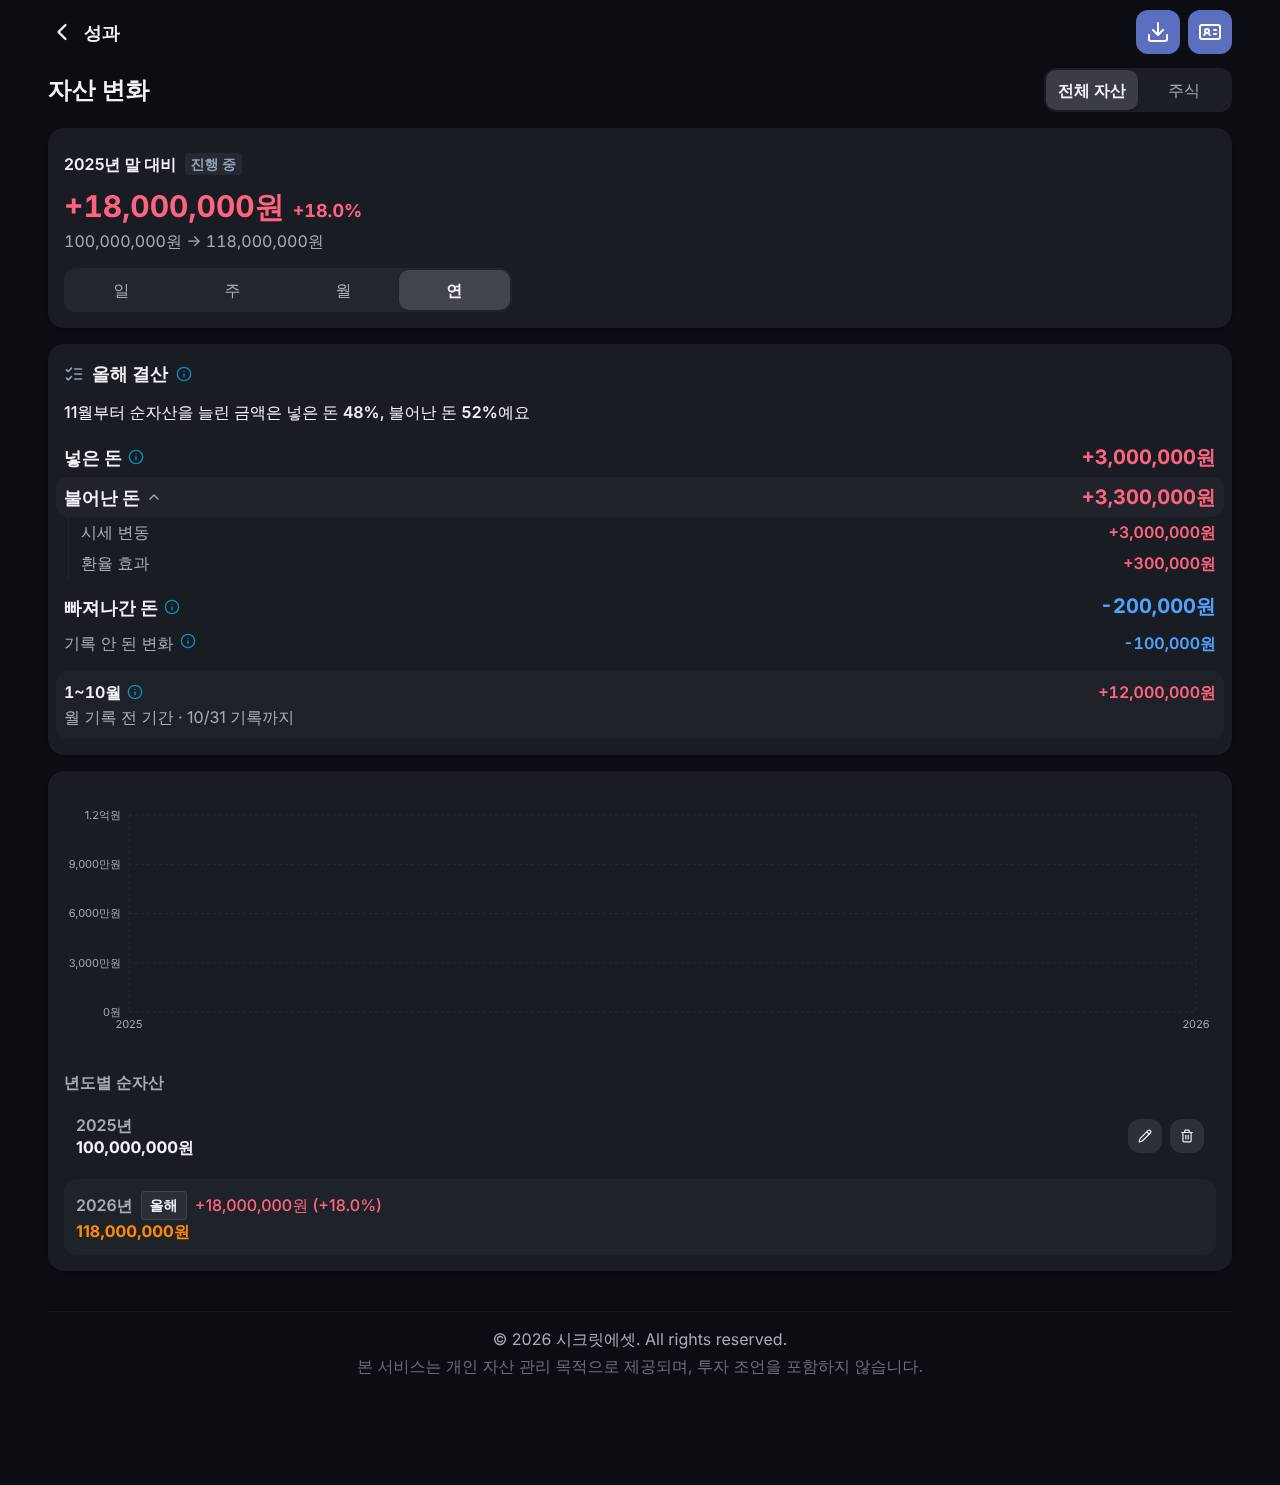 성과
자산 변화
전체 자산 주식
2025년 말 대비 진행 중
+18,000,000원 +18.0%
100,000,000원 → 118,000,000원
일 주 월 연
올해 결산
11월부터 순자산을 늘린 금액은 넣은 돈 48%, 불어난 돈 52%예요
넣은 돈 +3,000,000원
불어난 돈 +3,300,000원
시세 변동 +3,000,000원
환율 효과 +300,000원
빠져나간 돈 -200,000원
기록 안 된 변화 -100,000원
1~10월 +12,000,000원
월 기록 전 기간 · 10/31 기록까지
1.2억원
9,000만원
6,000만원
3,000만원
0원
2025 2026
년도별 순자산
2025년
100,000,000원
2026년 올해 +18,000,000원 (+18.0%)
118,000,000원
© 2026 시크릿에셋. All rights reserved.
본 서비스는 개인 자산 관리 목적으로 제공되며, 투자 조언을 포함하지 않습니다.